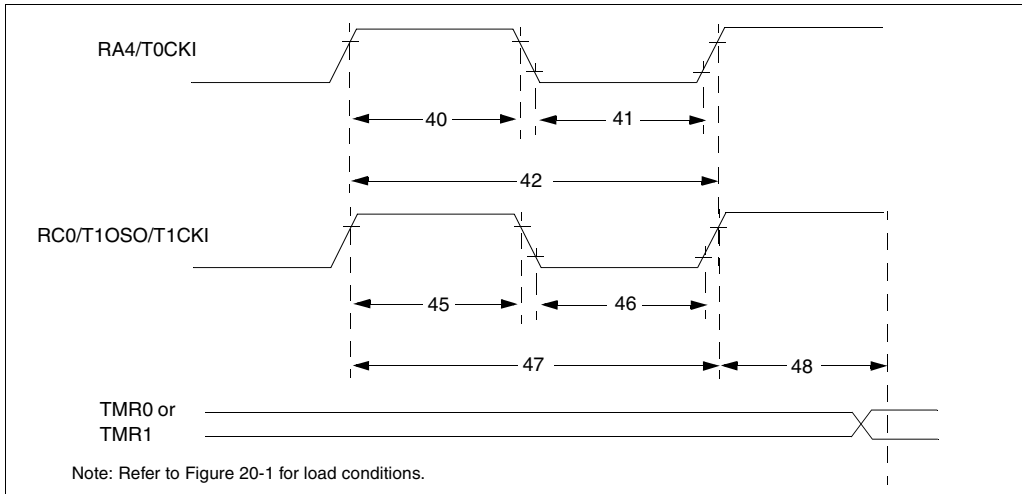 RA4/T0CKI
40
41
42
RC0/T1OSO/T1CKI
45
46
47
48
TMR0 or
TMR1
Note: Refer to Figure 20-1 for load conditions.